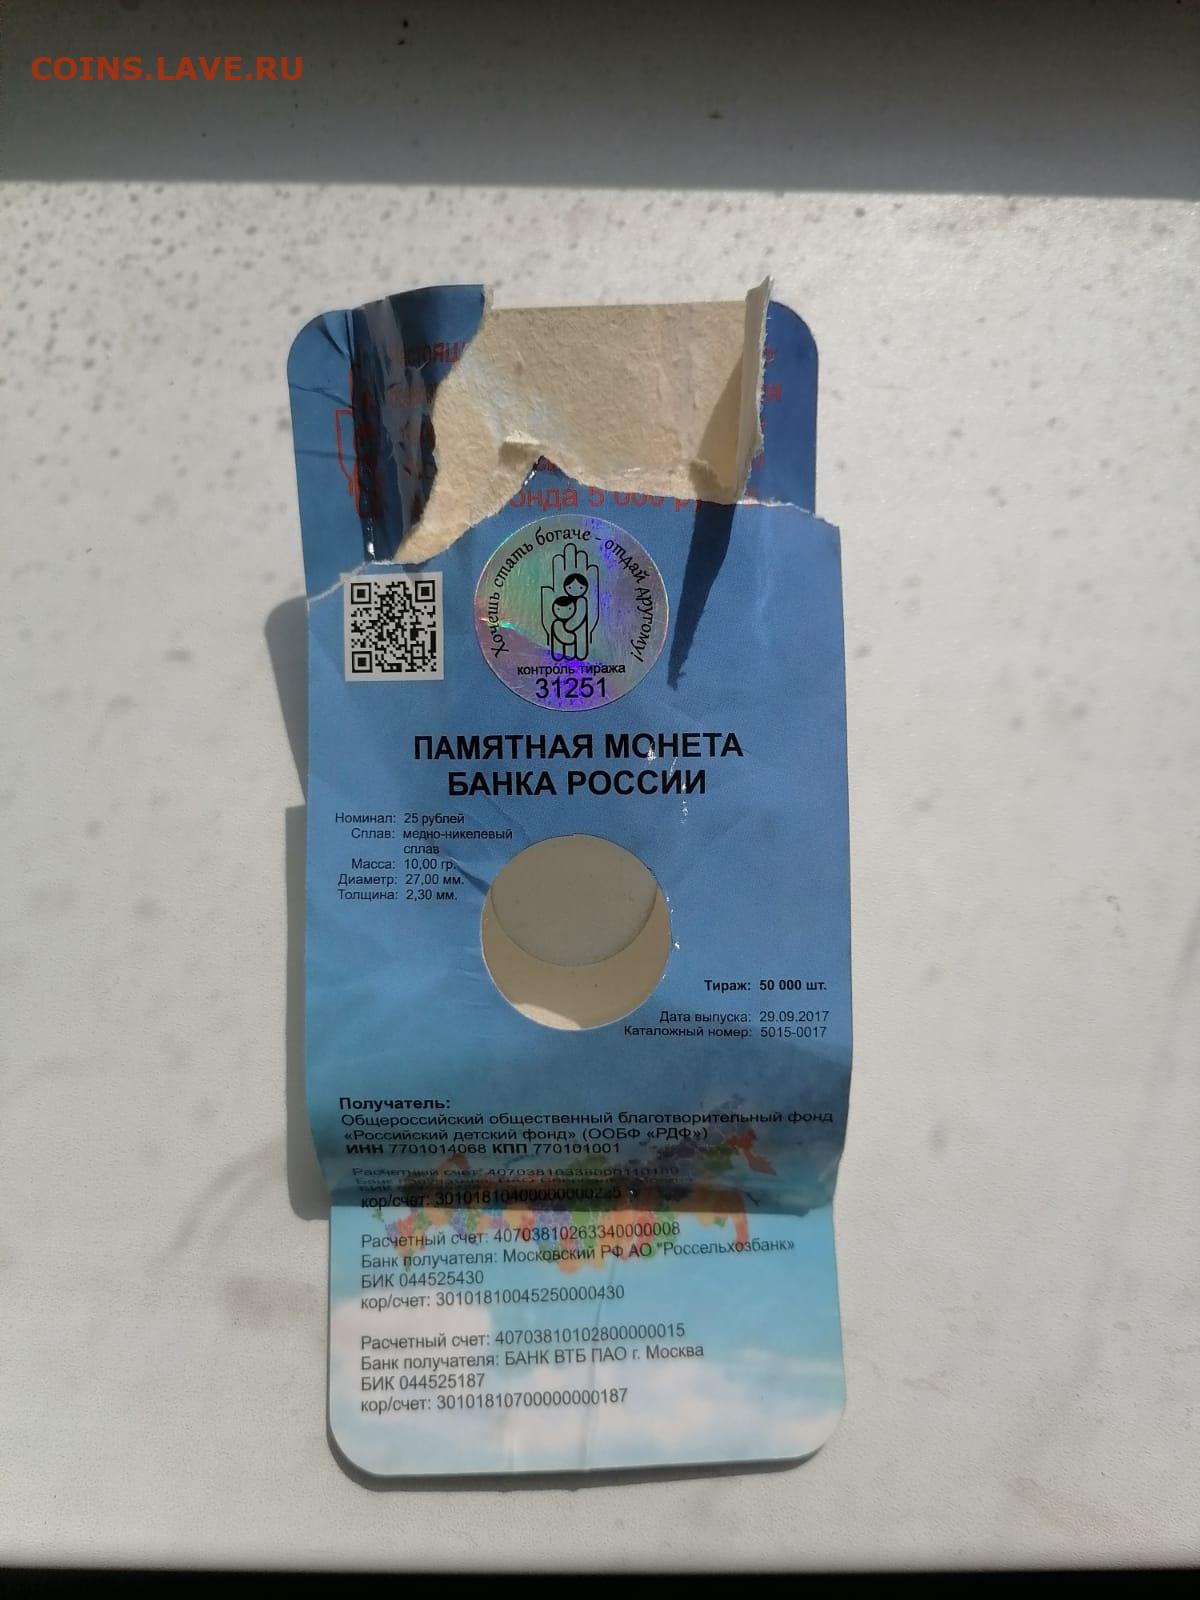 COINS.LAVE.RU
онда 5 000
Хочешь стать богаче - отдай другому!
контроль тиража
31251
ПАМЯТНАЯ МОНЕТА
БАНКА РОССИИ
Номинал: 25 рублей
Сплав: медно-никелевый
сплав
Масса: 10,00 гр.
Диаметр: 27,00 мм.
Толщина: 2,30 мм.
Тираж: 50 000 шт.
Дата выпуска: 29.09.2017
Каталожный номер: 5015-0017
Получатель:
Общероссийский общественный благотворительный фонд
«Российский детский фонд» (ООБФ «РДФ»)
ИНН 7701014068 КПП 770101001
Расчетный счет: 40703810338000110189
кор/счет: 30101810400000000225
Расчетный счет: 40703810263340000008
Банк получателя: Московский РФ АО "Россельхозбанк»
БИК 044525430
кор/счет: 30101810045250000430
Расчетный счет: 40703810102800000015
Банк получателя: БАНК ВТБ ПАО г. Москва
БИК 044525187
кор/счет: 30101810700000000187